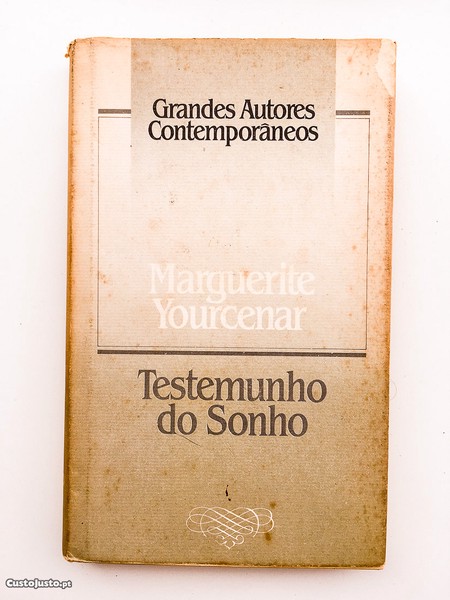 Grandes Autores
Contemporâneos
Marguerite
Yourcenar
Testemunho
do Sonho
CustoJusto.pt